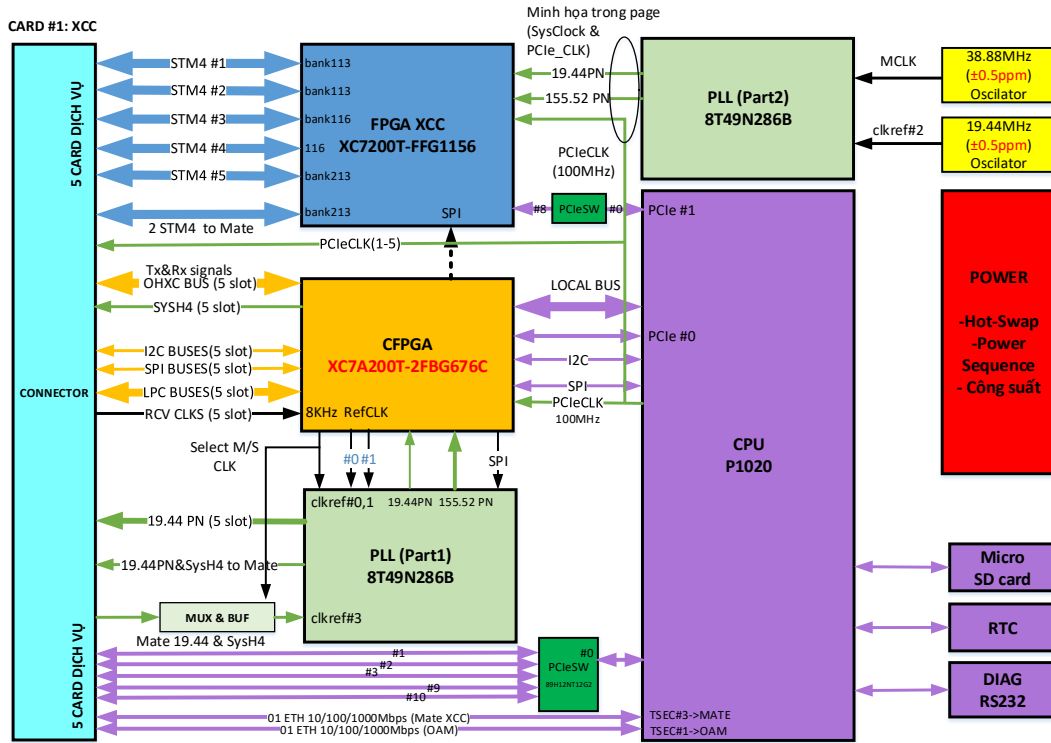 CARD #1: XCC
Minh họa trong page
(SysClock &
PCIe_CLK)
5 CARD DỊCH VỤ
CONNECTOR
5 CARD DỊCH VỤ
STM4 #1
STM4 #2
STM4 #3
STM4 #4
STM4 #5
2 STM4 to Mate
bank113
bank113
bank116
116
bank213
bank213
FPGA XCC
XC7200T-FFG1156
SPI
19.44PN
155.52 PN
PLL (Part2)
8T49N286B
MCLK
clkref#2
38.88MHz
(±0.5ppm)
Oscilator
19.44MHz
(±0.5ppm)
Oscilator
PCIeCLK
(100MHz)
#8
PCIeSW
#0
PCIe #1
PCIeCLK(1-5)
Tx&Rx signals
OHXC BUS (5 slot)
SYSH4 (5 slot)
I2C BUSES(5 slot)
SPI BUSES(5 slot)
LPC BUSES(5 slot)
RCV CLKS (5 slot)
CFPGA
XC7A200T-2FBG676C
8KHz RefCLK
LOCAL BUS
PCIe #0
I2C
SPI
PCIeCLK
100MHz
CPU
P1020
POWER
-Hot-Swap
-Power
Sequence
- Công suất
Select M/S
CLK
#0 #1
SPI
clkref#0,1
19.44PN
155.52 PN
PLL (Part1)
8T49N286B
clkref#3
19.44 PN (5 slot)
19.44PN&SysH4 to Mate
MUX & BUF
Mate 19.44 & SysH4
#1
#2
#3
#9
#10
#0
PCIeSW
89H12NT12G2
Micro
SD card
RTC
DIAG
RS232
01 ETH 10/100/1000Mbps (Mate XCC)
01 ETH 10/100/1000Mbps (OAM)
TSEC#3->MATE
TSEC#1->OAM